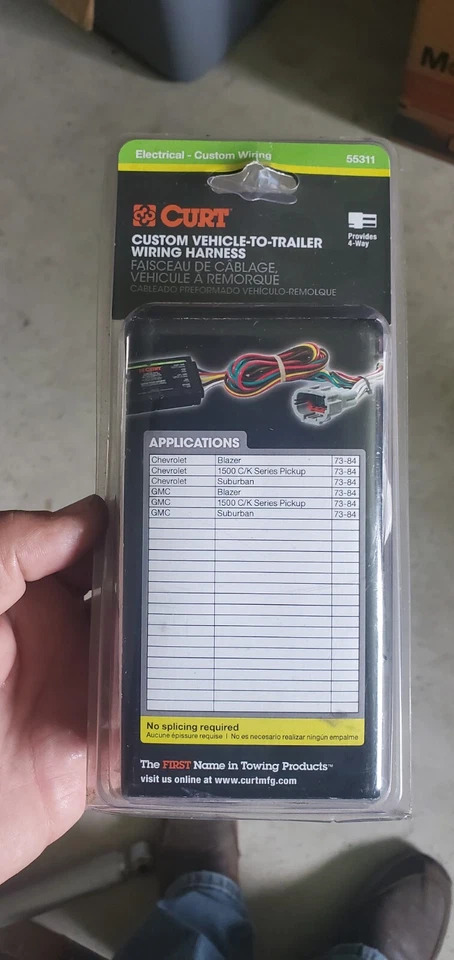 Electrical - Custom Wiring 55311
CURT
CUSTOM VEHICLE-TO-TRAILER
WIRING HARNESS
FAISCEAU DE CÂBLAGE,
VÉHICULE À REMORQUE
CABLEADO PREFORMADO VEHÍCULO-REMOLQUE
Provides
4-Way
CURT
APPLICATIONS
Chevrolet Blazer 73-84
Chevrolet 1500 C/K Series Pickup 73-84
Chevrolet Suburban 73-84
GMC Blazer 73-84
GMC 1500 C/K Series Pickup 73-84
GMC Suburban 73-84
No splicing required
Aucune épissure requise | No es necesario realizar ningún empalme
The FIRST Name in Towing Products™
visit us online at www.curtmfg.com